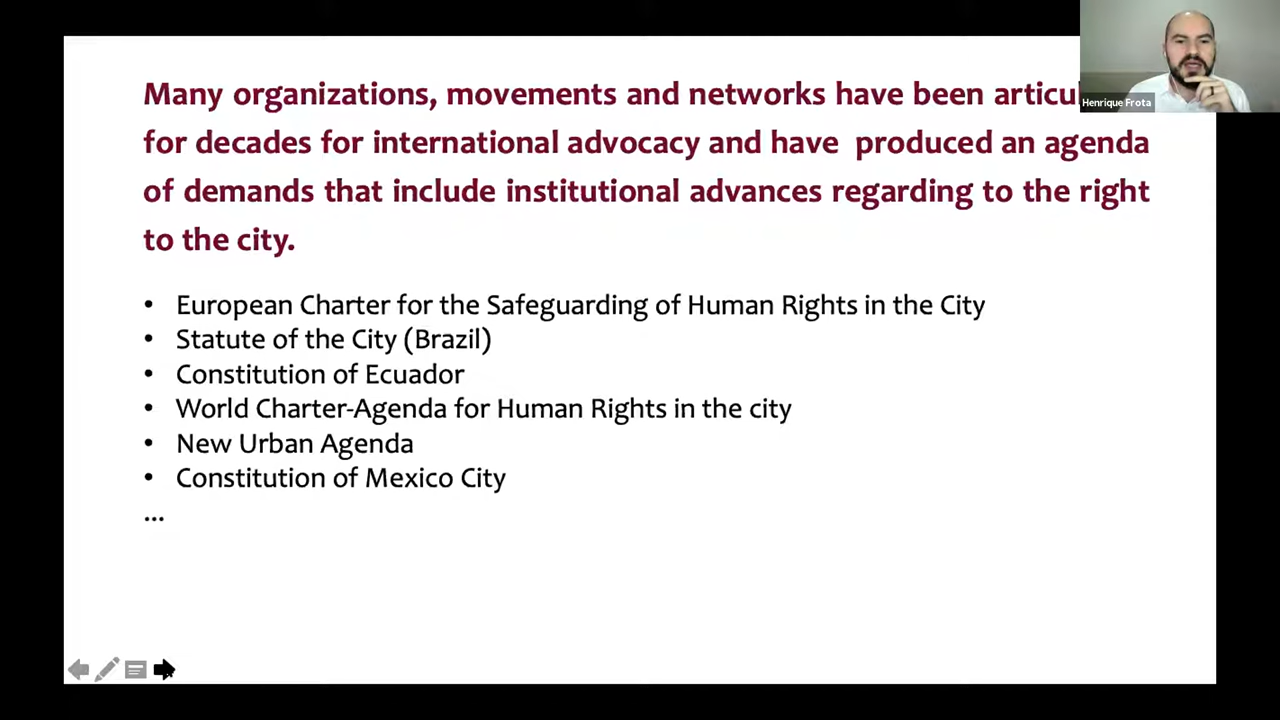 Many organizations, movements and networks have been
for decades for international advocacy and have produced an agenda
of demands that include institutional advances regarding to the right
to the city.
• European Charter for the Safeguarding of Human Rights in the City
• Statute of the City (Brazil)
• Constitution of Ecuador
• World Charter-Agenda for Human Rights in the city
• New Urban Agenda
• Constitution of Mexico City
...
Henrique Frota